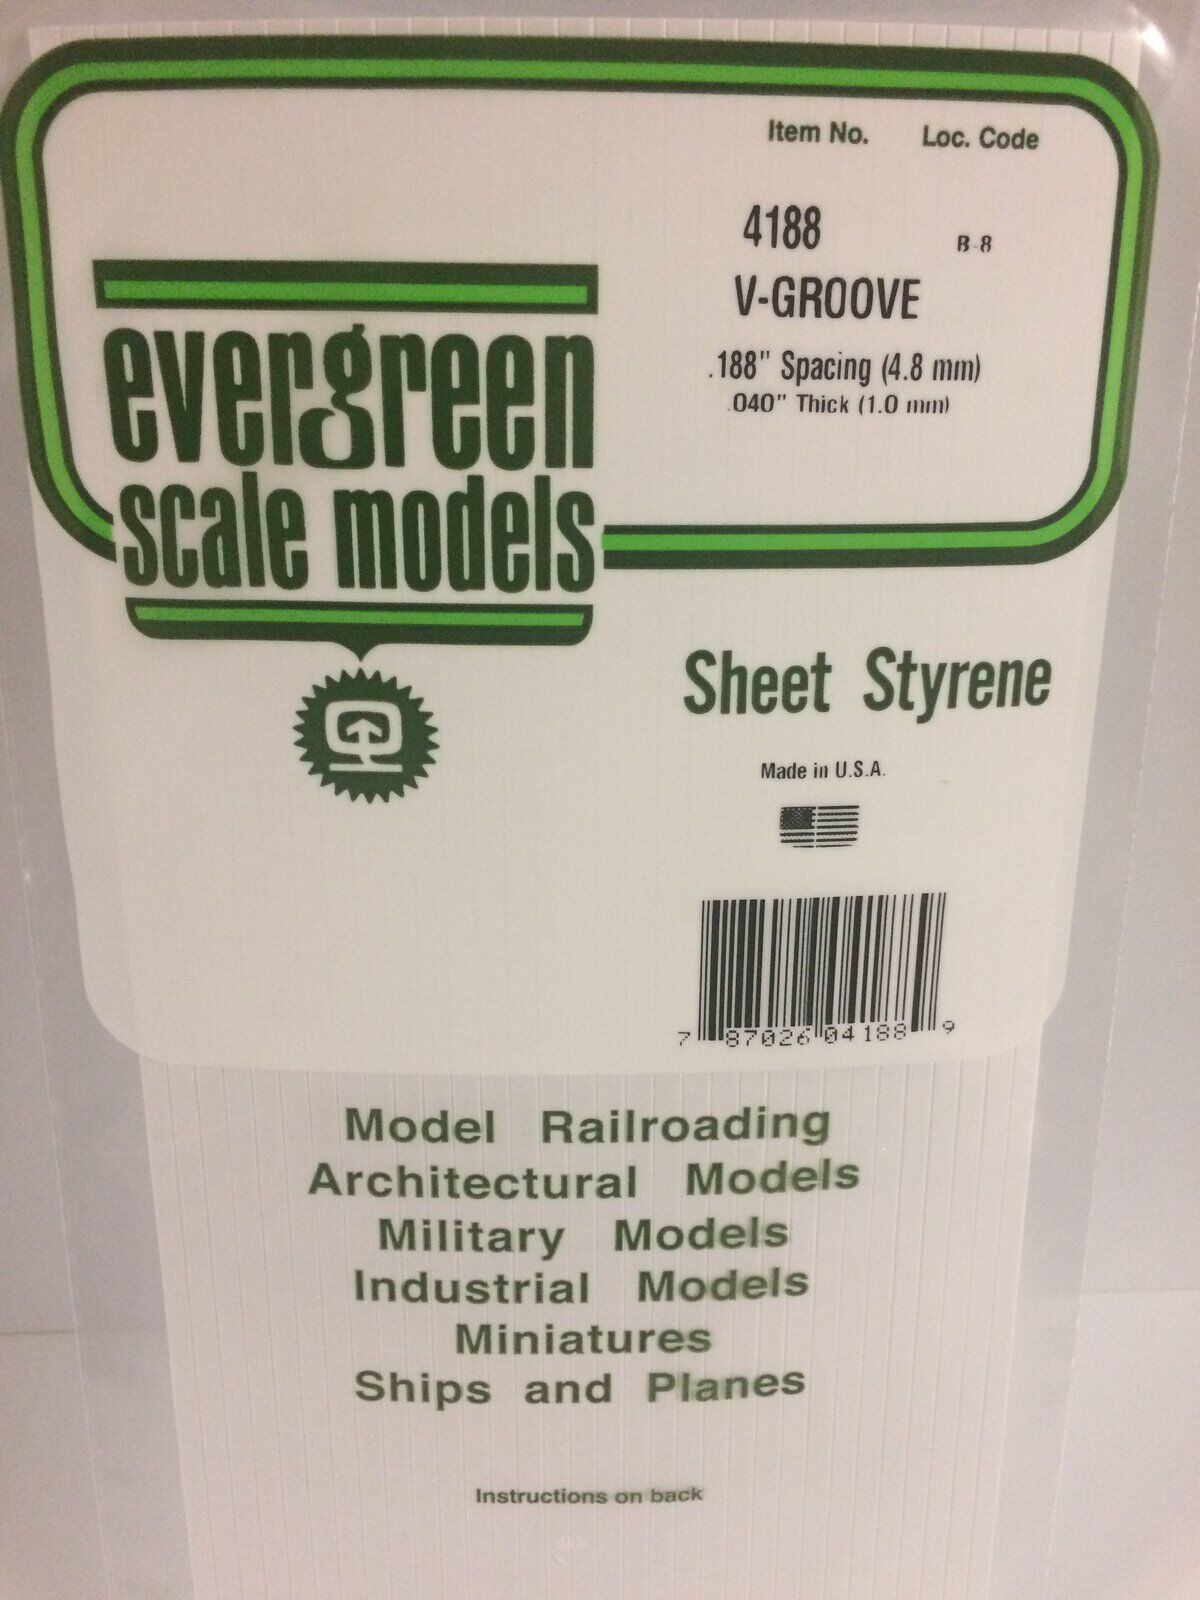 Item No. Loc. Code
4188 B-8
V-GROOVE
.188" Spacing (4.8 mm)
.040" Thick (1.0 mm)
evergreen
scale models
Sheet Styrene
Made in U.S.A.
7 87026 04188 9
Model Railroading
Architectural Models
Military Models
Industrial Models
Miniatures
Ships and Planes
Instructions on back